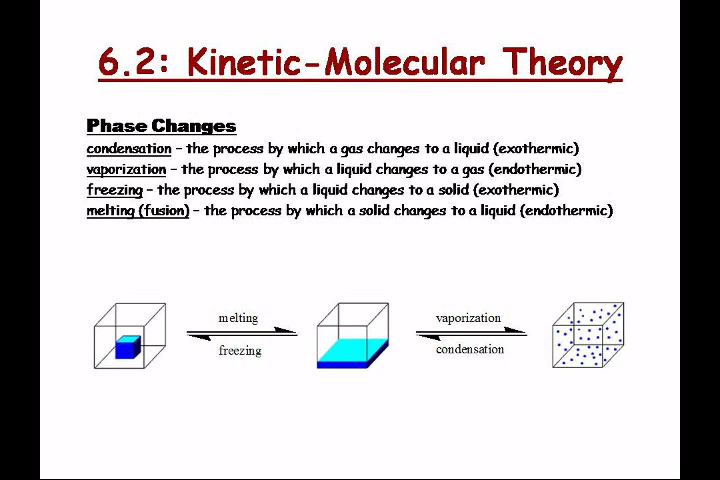 6.2: Kinetic-Molecular Theory
Phase Changes
condensation – the process by which a gas changes to a liquid (exothermic)
vaporization – the process by which a liquid changes to a gas (endothermic)
freezing – the process by which a liquid changes to a solid (exothermic)
melting (fusion) – the process by which a solid changes to a liquid (endothermic)
melting
freezing
vaporization
condensation